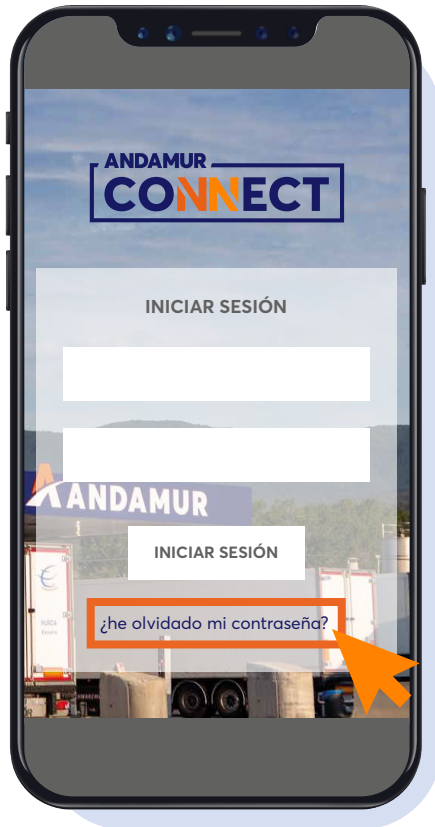 ANDAMUR
CONNECT
INICIAR SESIÓN
ANDAMUR
INICIAR SESIÓN
¿he olvidado mi contraseña?